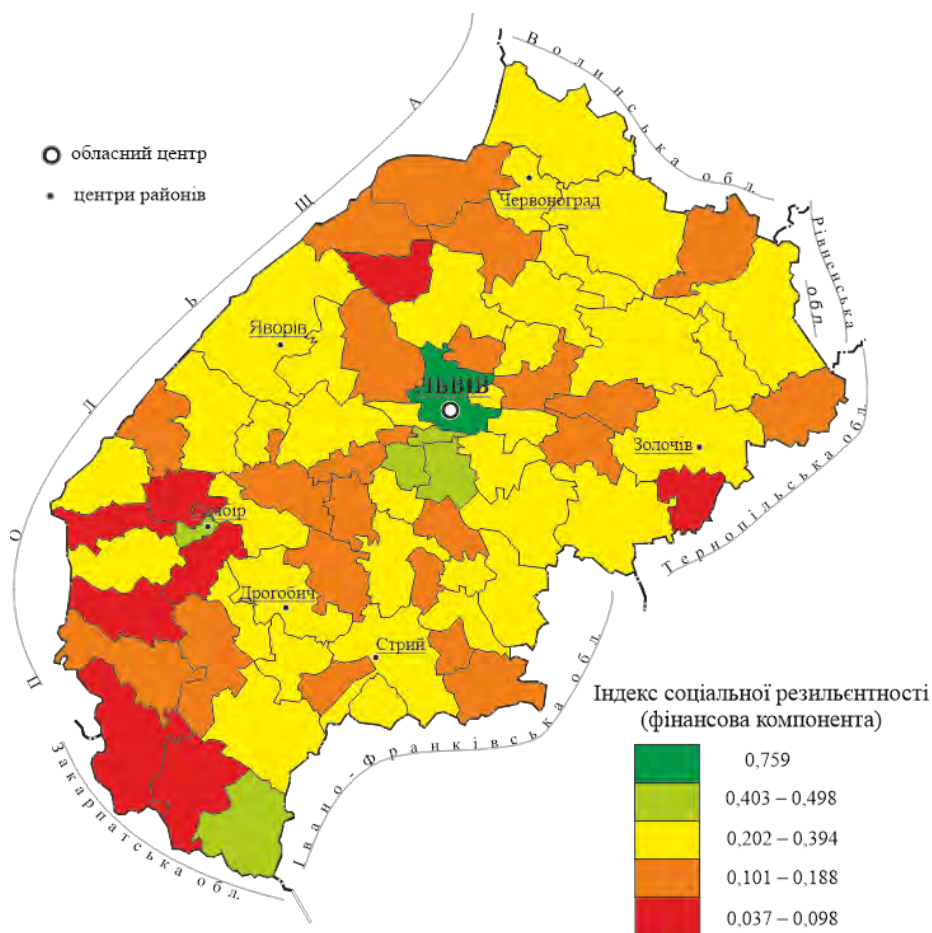 Волинська обл.
ПОЛЬЩА
обласний центр
центри районів
Червоноград
Рівненська
обл.
Яворів
ЛЬВІВ
Золочів
Тернопільська обл.
Самбір
Дрогобич
Стрий
Івано-Франківська обл.
Закарпатська обл.
Індекс соціальної резильєнтності
(фінансова компонента)
0,759
0,403 – 0,498
0,202 – 0,394
0,101 – 0,188
0,037 – 0,098